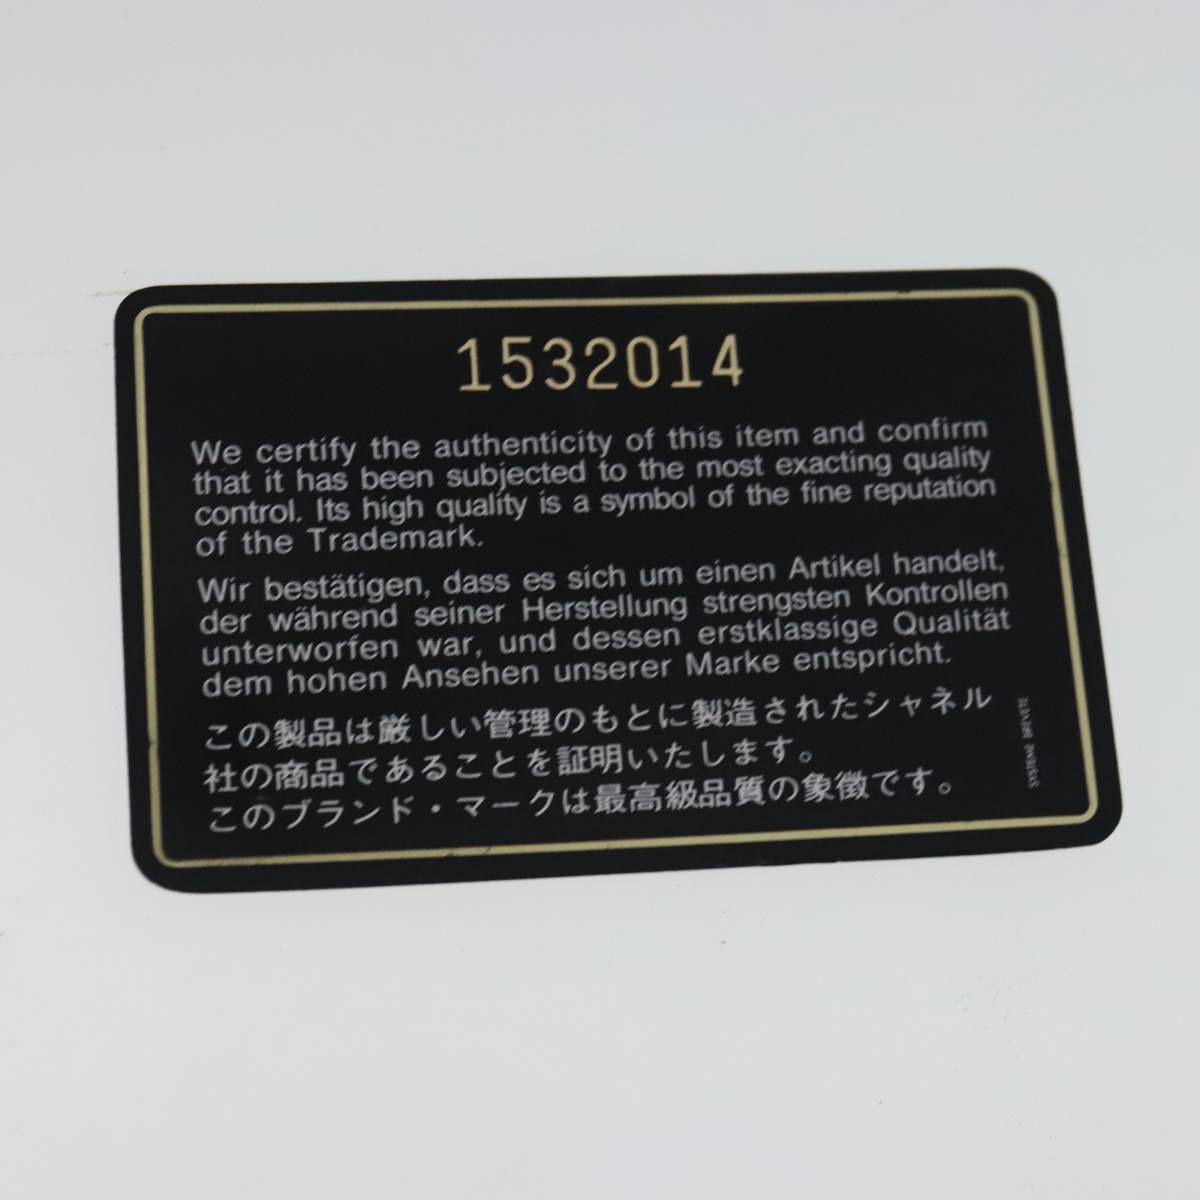 1532014
We certify the authenticity of this item and confirm
that it has been subjected to the most exacting quality
control. Its high quality is a symbol of the fine reputation
of the Trademark.
Wir bestätigen, dass es sich um einen Artikel handelt,
der während seiner Herstellung strengsten Kontrollen
unterworfen war, und dessen erstklassige Qualität
dem hohen Ansehen unserer Marke entspricht.
この製品は厳しい管理のもとに製造されたシャネル
社の商品であることを証明いたします。
このブランド・マークは最高級品質の象徴です。
SYSTEME BREVETE